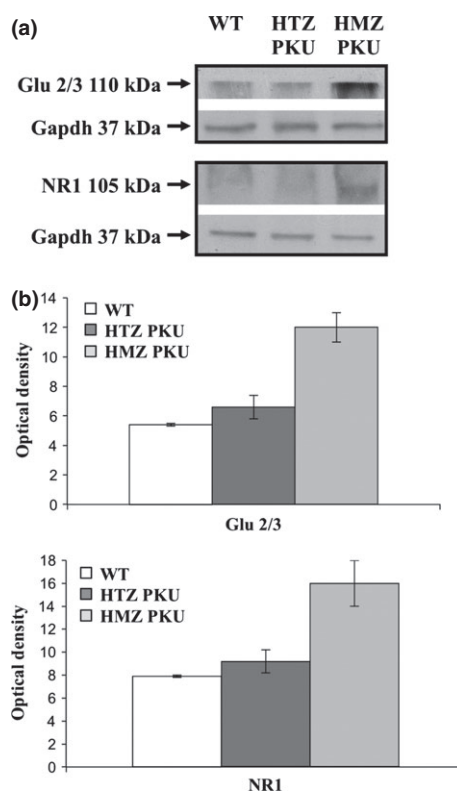 (a)
WT HTZ PKU HMZ PKU
Glu 2/3 110 kDa
Gapdh 37 kDa
NR1 105 kDa
Gapdh 37 kDa
(b)
14
12
10
8
6
4
2
0
Optical density
WT
HTZ PKU
HMZ PKU
Glu 2/3
18
16
14
12
10
8
6
4
2
0
Optical density
WT
HTZ PKU
HMZ PKU
NR1